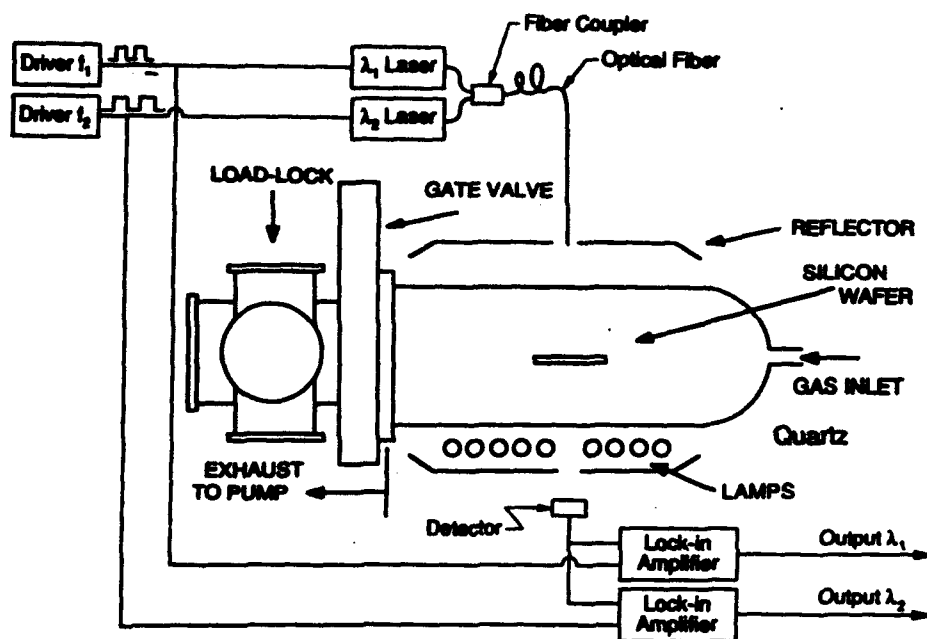 Fiber Coupler
Driver f₁
λ₁ Laser
Optical Fiber
Driver f₂
λ₂ Laser
LOAD-LOCK
GATE VALVE
REFLECTOR
SILICON
WAFER
GAS INLET
Quartz
EXHAUST
TO PUMP
LAMPS
Detector
Lock-in
Amplifier
Output λ₁
Lock-in
Amplifier
Output λ₂